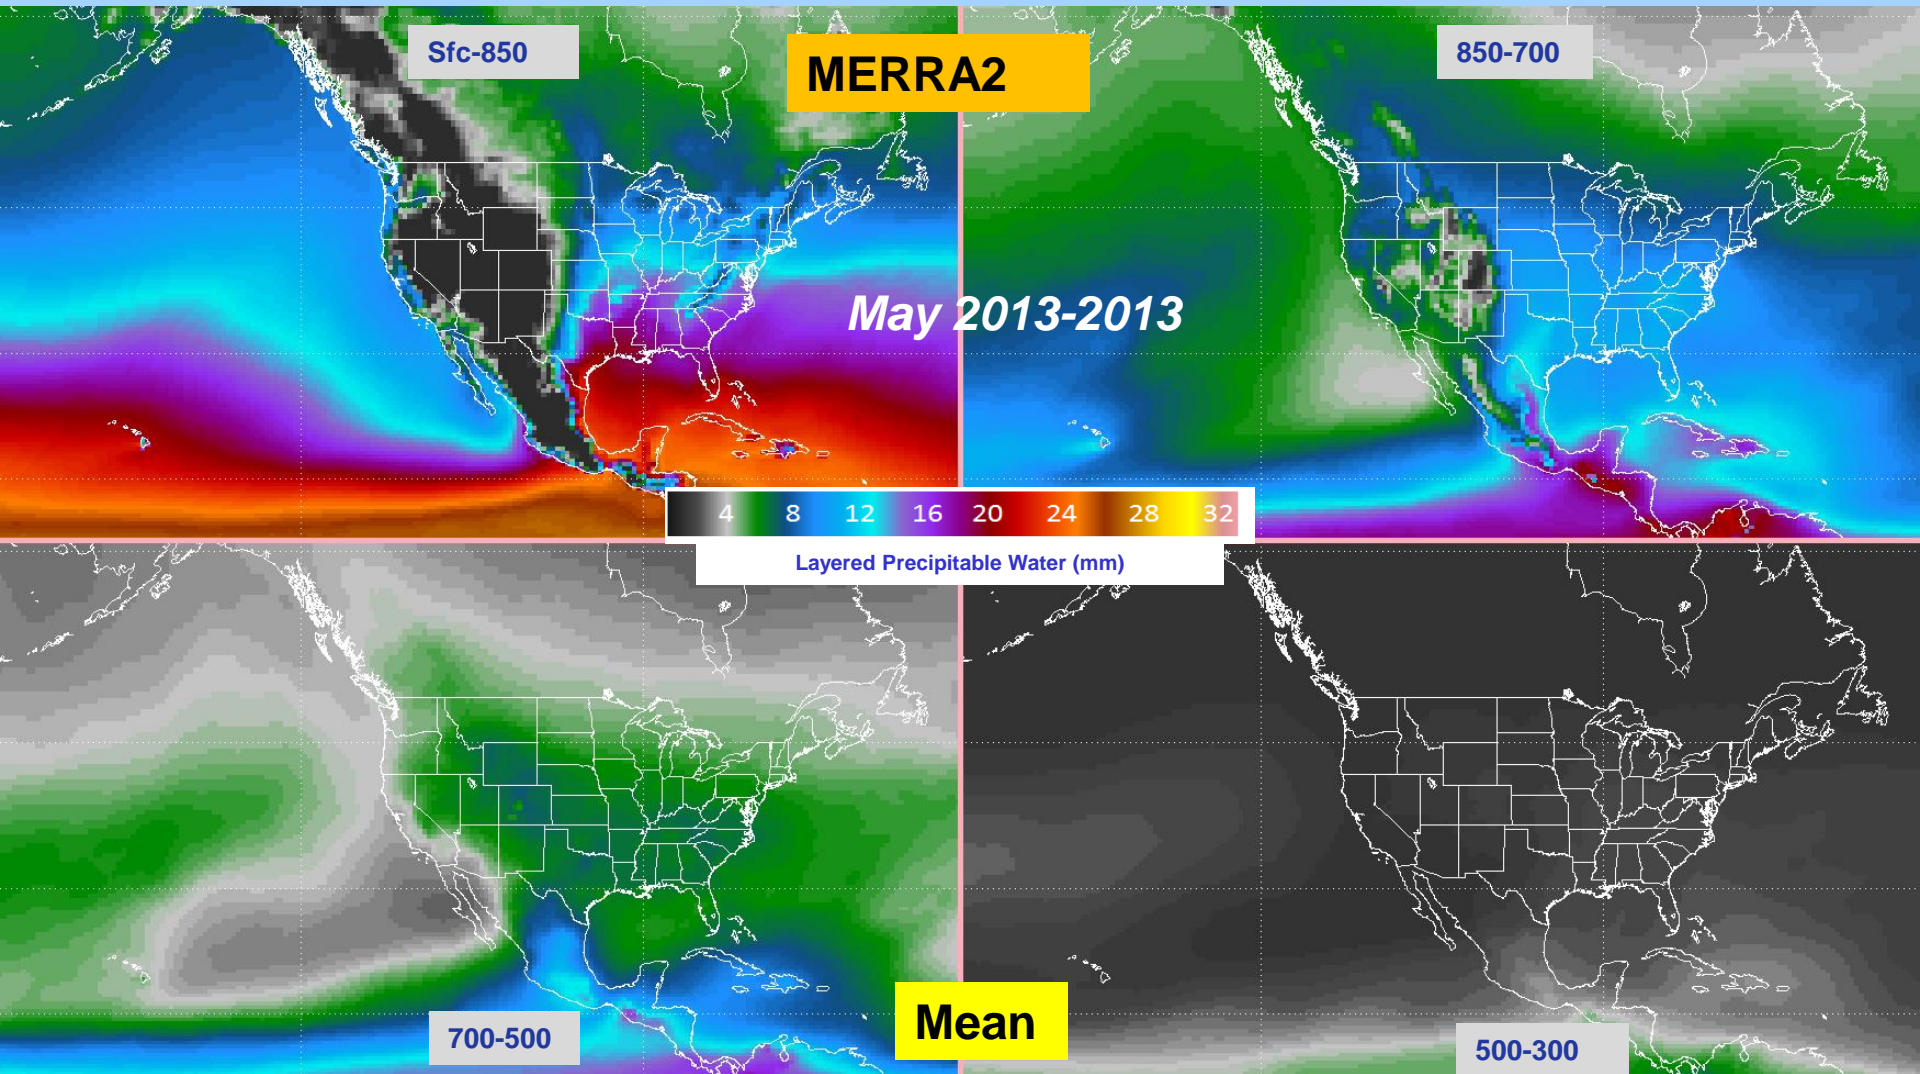 Sfc-850
MERRA2
850-700
May 2013-2013
4 8 12 16 20 24 28 32
Layered Precipitable Water (mm)
700-500
Mean
500-300